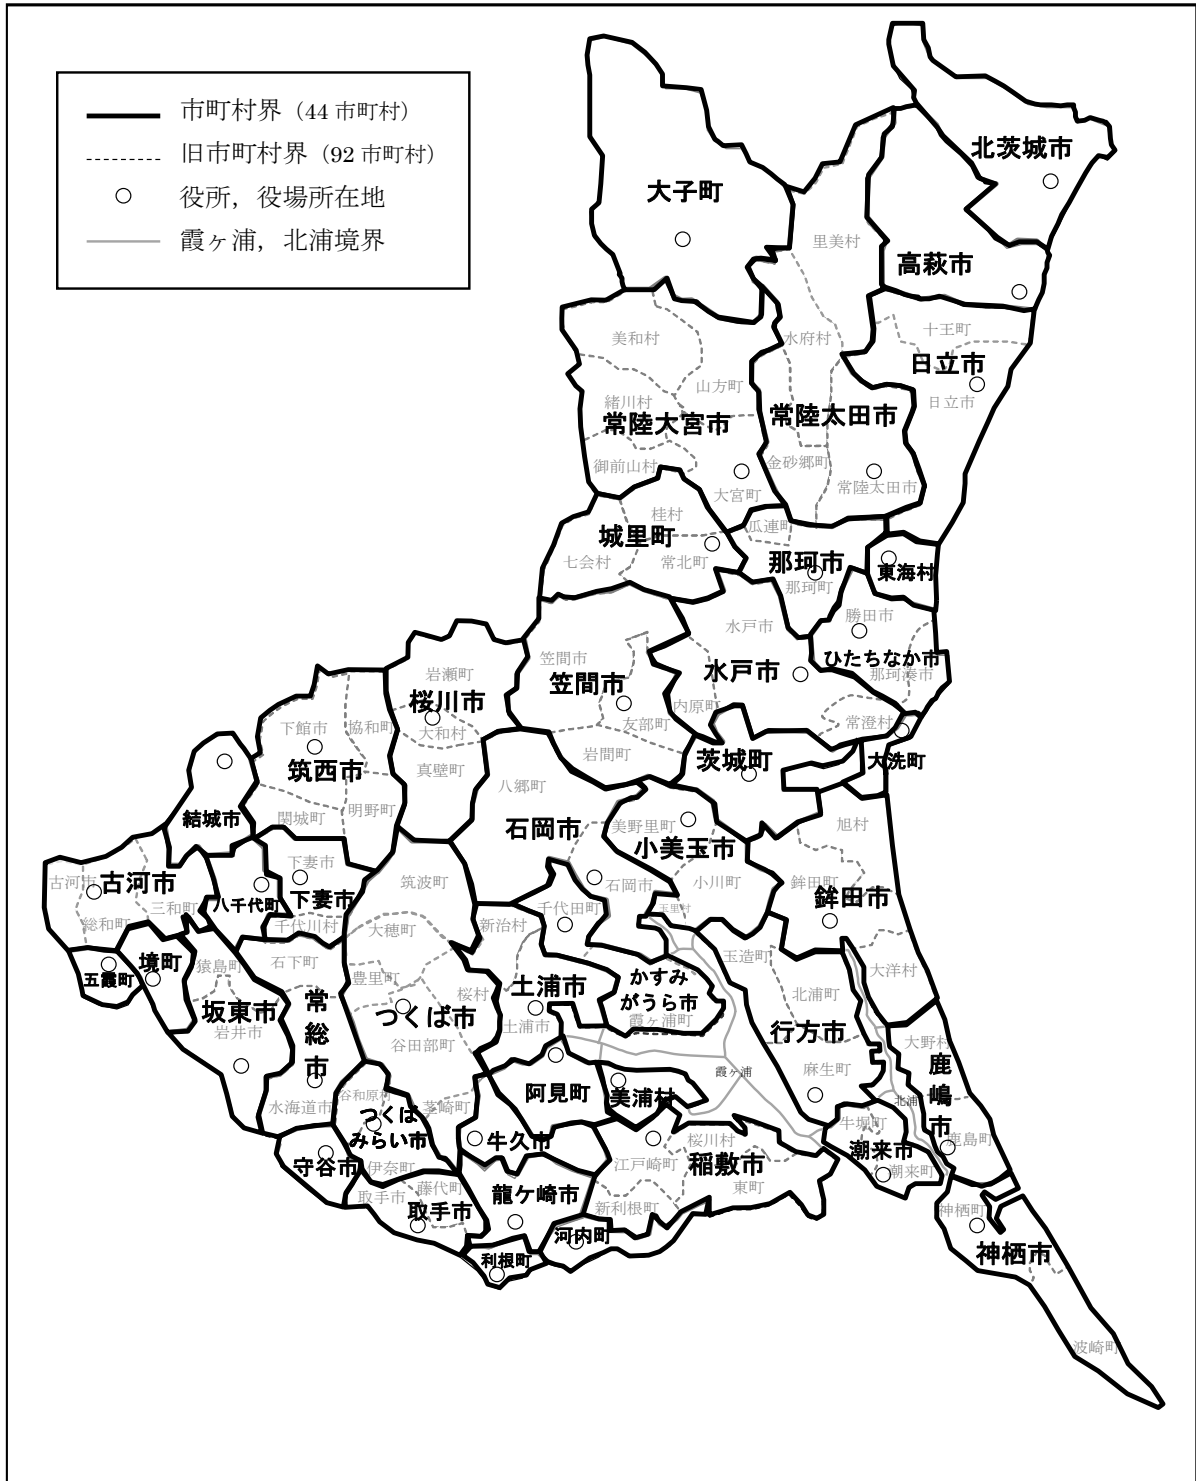 市町村界（44 市町村）
旧市町村界（92 市町村）
役所，役場所在地
霞ヶ浦，北浦境界
北茨城市
大子町
里美村
高萩市
十王町
美和村
水府村
日立市
山方町
日立市
緒川村
常陸大宮市
常陸太田市
御前山村
金砂郷町
大宮町
常陸太田市
桂村
瓜連町
城里町
七会村
常北町
那珂市
東海村
那珂町
勝田市
水戸市
笠間市
ひたちなか市
那珂湊市
岩瀬町
水戸市
笠間市
桜川市
内原町
友部町
常澄村
下館市
協和町
大和村
岩間町
茨城町
大洗町
筑西市
真壁町
八郷町
関城町
明野町
結城市
石岡市
美野里町
旭村
小美玉市
下妻市
古河市
古河市
筑波町
石岡市
小川町
鉾田町
鉾田市
八千代町
下妻市
三和町
総和町
千代川村
大穂町
新治村
千代田町
玉里村
境町
猿島町
石下町
玉造町
五霞町
豊里町
土浦市
かすみ
がうら市
大洋村
坂東市
常総市
桜村
北浦町
つくば市
土浦市
霞ヶ浦町
行方市
岩井市
谷田部町
大野村
鹿嶋市
霞ヶ浦
麻生町
水海道市
谷和原村
茎崎町
阿見町
美浦村
北浦
つくば
みらい市
牛堀町
牛久市
桜川村
潮来市
鹿島町
守谷市
伊奈町
江戸崎町
稲敷市
潮来町
取手市
藤代町
龍ケ崎市
東町
取手市
新利根町
神栖町
河内町
利根町
神栖市
波崎町